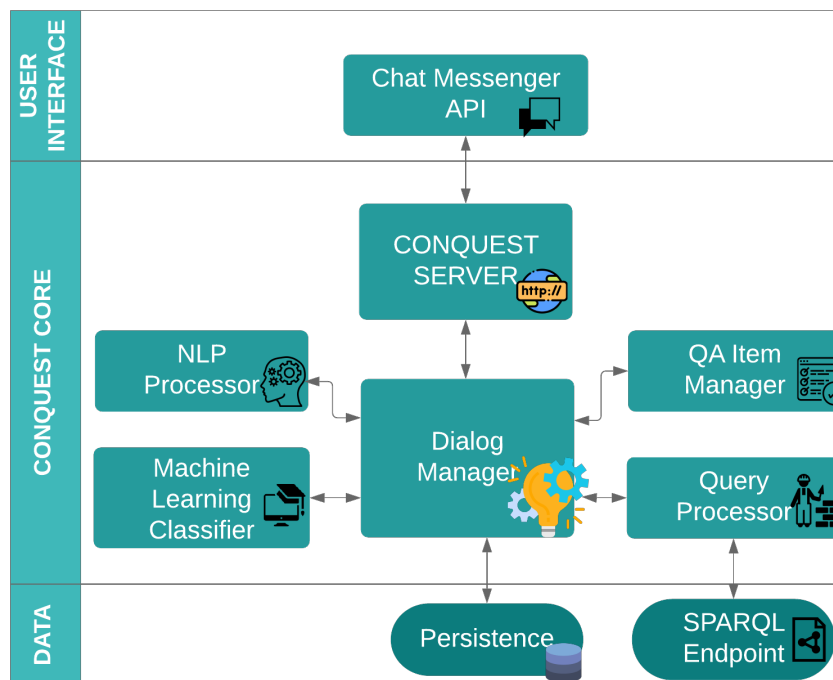 USER
INTERFACE
Chat Messenger
API
CONQUEST CORE
CONQUEST
SERVER
http://
NLP
Processor
QA Item
Manager
Dialog
Manager
Machine
Learning
Classifier
Query
Processor
DATA
Persistence
SPARQL
Endpoint